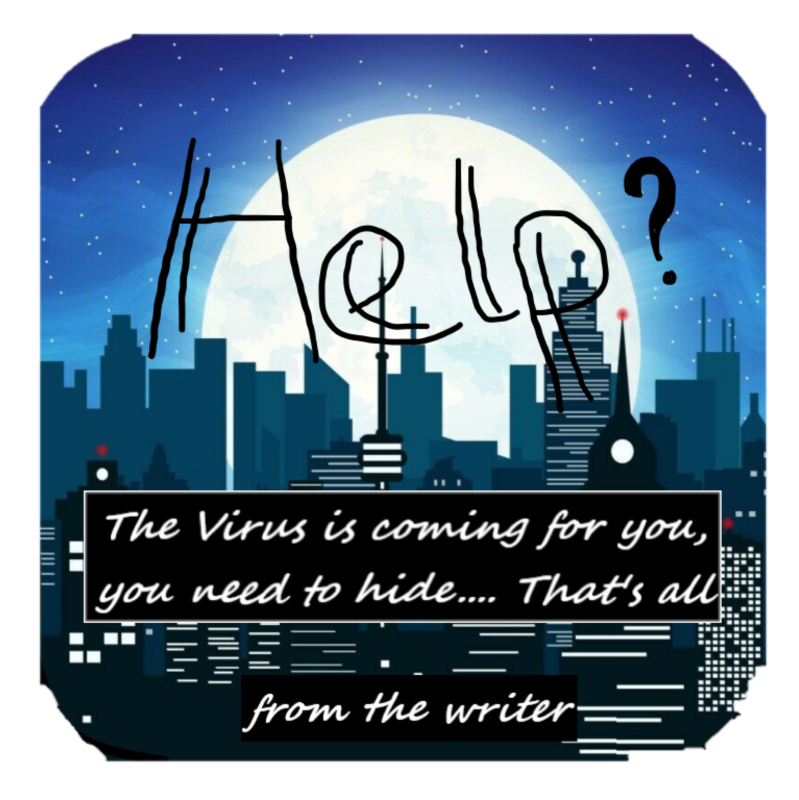 Help?
The Virus is coming for you,
you need to hide.... That's all
from the writer